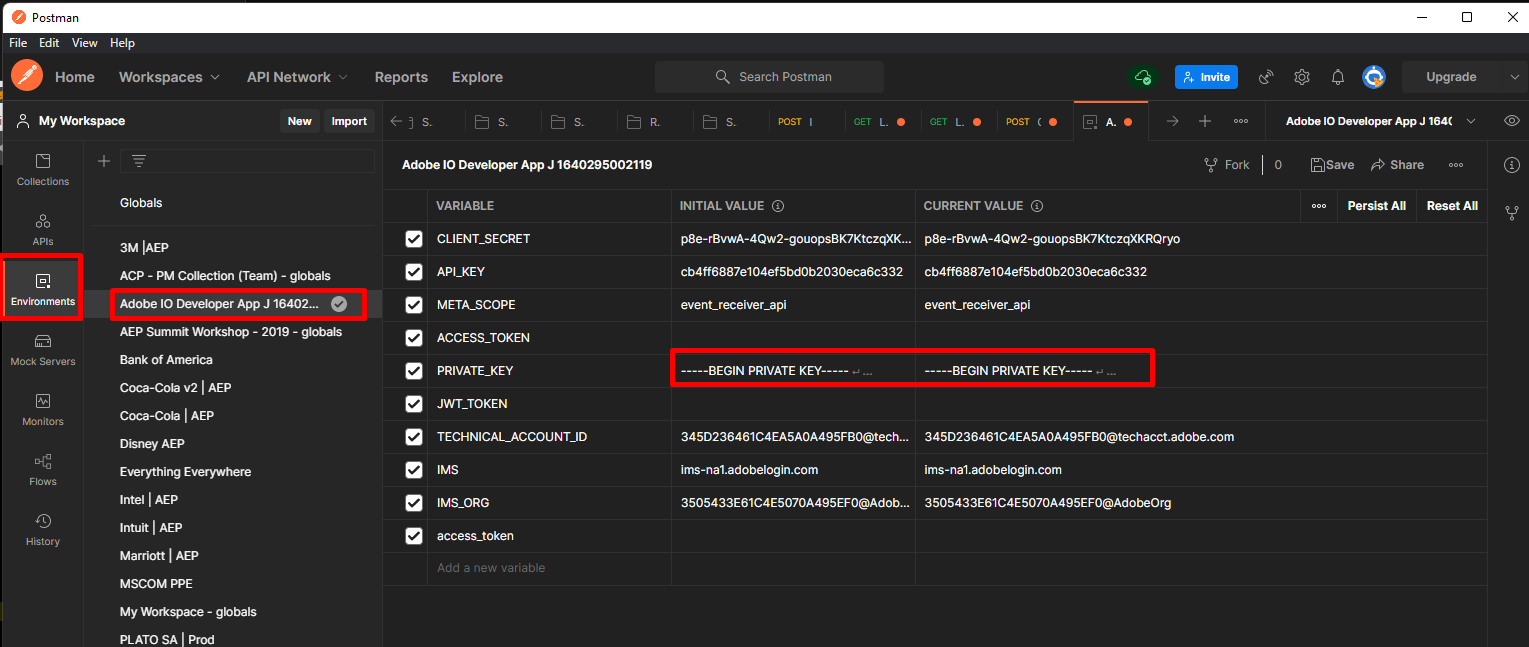 Postman
File Edit View Help
Home Workspaces API Network Reports Explore Search Postman Invite Upgrade
My Workspace New Import S. S. S. R. S. POST GET L. GET L. POST A. Adobe IO Developer App J 1640
Collections
APIs
Environments
Mock Servers
Monitors
Flows
History
Globals
3M |AEP
ACP - PM Collection (Team) - globals
Adobe IO Developer App J 16402...
AEP Summit Workshop - 2019 - globals
Bank of America
Coca-Cola v2 | AEP
Coca-Cola | AEP
Disney AEP
Everything Everywhere
Intel | AEP
Intuit | AEP
Marriott | AEP
MSCOM PPE
My Workspace - globals
PLATO SA | Prod
Adobe IO Developer App J 1640295002119 Fork 0 Save Share
VARIABLE INITIAL VALUE CURRENT VALUE Persist All Reset All
CLIENT_SECRET p8e-rBvwA-4Qw2-gouopsBK7KtczqXK... p8e-rBvwA-4Qw2-gouopsBK7KtczqXKRQryo
API_KEY cb4ff6887e104ef5bd0b2030eca6c332 cb4ff6887e104ef5bd0b2030eca6c332
META_SCOPE event_receiver_api event_receiver_api
ACCESS_TOKEN
PRIVATE_KEY -----BEGIN PRIVATE KEY----- ↵ ... -----BEGIN PRIVATE KEY----- ↵ ...
JWT_TOKEN
TECHNICAL_ACCOUNT_ID 345D236461C4EA5A0A495FB0@tech... 345D236461C4EA5A0A495FB0@techacct.adobe.com
IMS ims-na1.adobelogin.com ims-na1.adobelogin.com
IMS_ORG 3505433E61C4E5070A495EF0@Adob... 3505433E61C4E5070A495EF0@AdobeOrg
access_token
Add a new variable